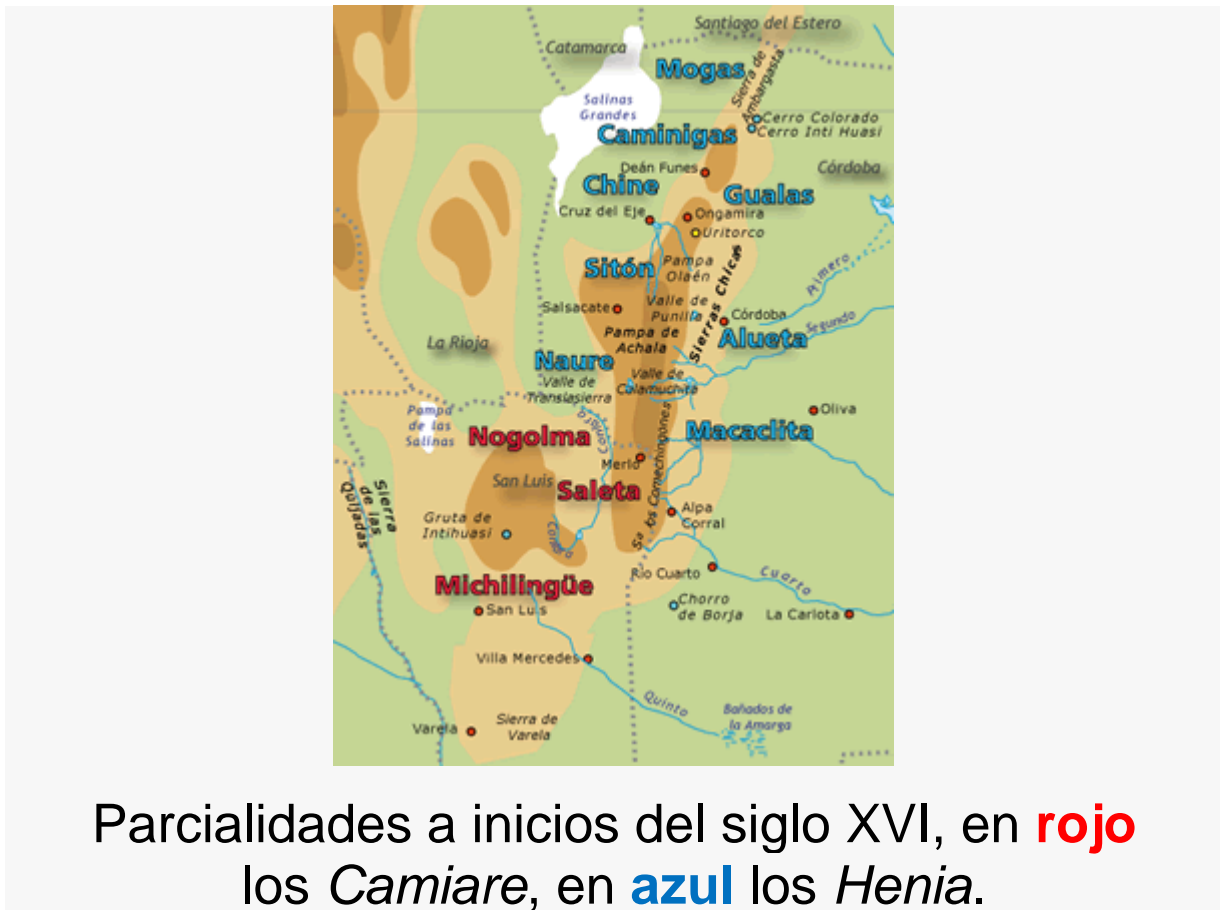 Santiago del Estero
Catamarca
Mogas
Sierra de
Ambargasta
Salinas
Grandes
Cerro Colorado
Cerro Inti Huasi
Caminigas
Deán Funes
Córdoba
Chine
Gualas
Cruz del Eje
Ongamira
Uritorco
Sitón
Pampa
Olaén
Sierras Chicas
Primero
Salsacate
Valle de
Punilla
Córdoba
Segundo
Pampa de
Achala
Alueta
La Rioja
Naure
Valle de
Traslasierra
Valle de
Calamuchita
Pampa
de las
Salinas
Oliva
Nogolma
Conlara
Macaclita
Merlo
Sa. los Comechingones
San Luis
Saleta
Sierra
de las
Quijadas
Gruta de
Intihuasi
Alpa
Corral
Michilingüe
Río Cuarto
Cuarto
San Luis
Chorro
de Borja
La Carlota
Villa Mercedes
Quinto
Bañados de
la Amarga
Varela
Sierra de
Varela
Parcialidades a inicios del siglo XVI, en rojo
los Camiare, en azul los Henia.